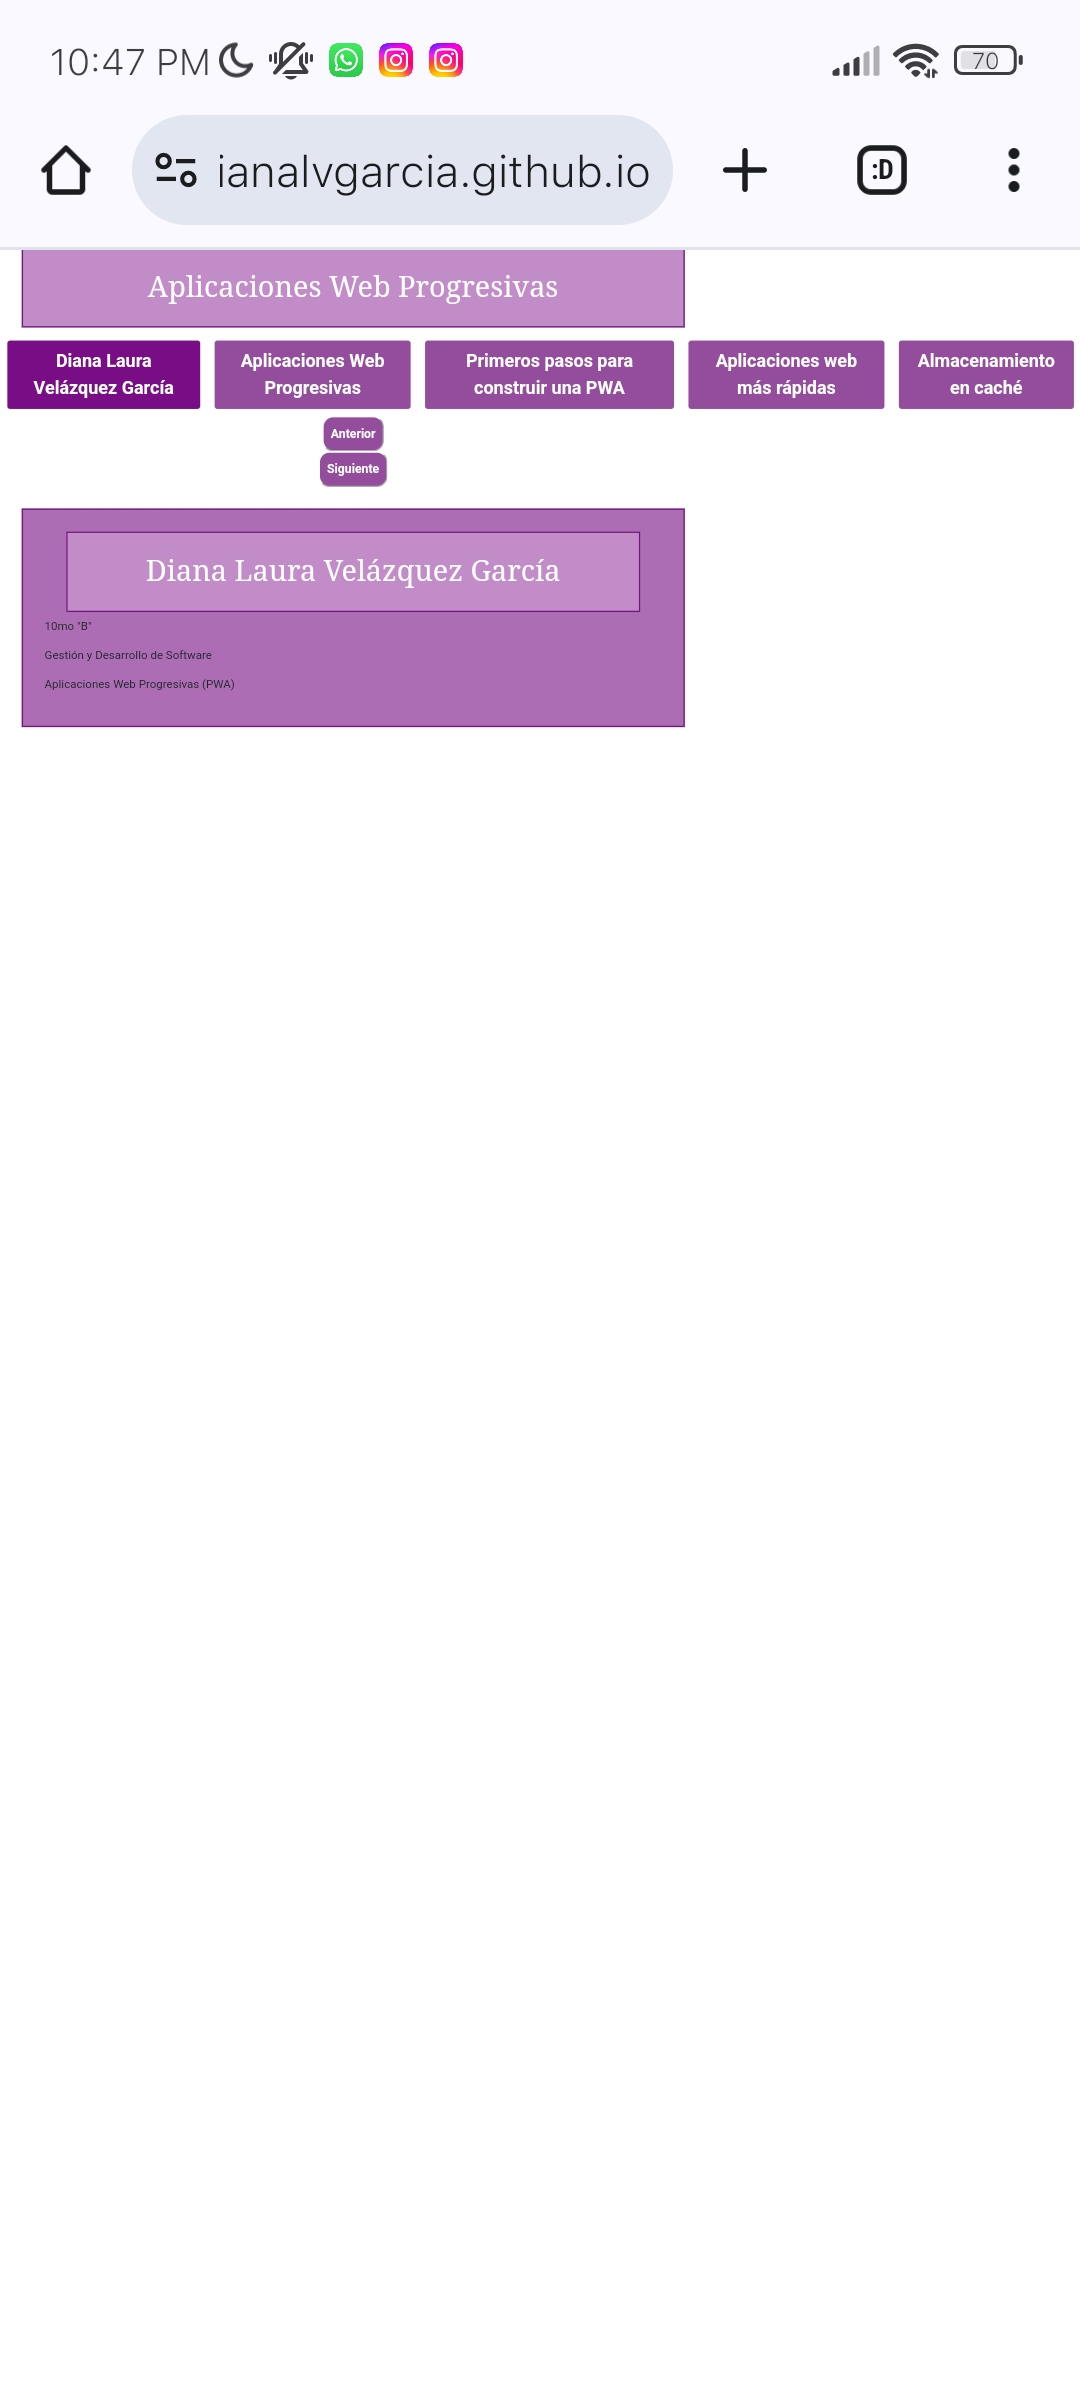 10:47 PM
70
ianalvgarcia.github.io
:D
Aplicaciones Web Progresivas
Diana Laura
Velázquez García
Aplicaciones Web
Progresivas
Primeros pasos para
construir una PWA
Aplicaciones web
más rápidas
Almacenamiento
en caché
Anterior
Siguiente
Diana Laura Velázquez García
10mo "B"
Gestión y Desarrollo de Software
Aplicaciones Web Progresivas (PWA)